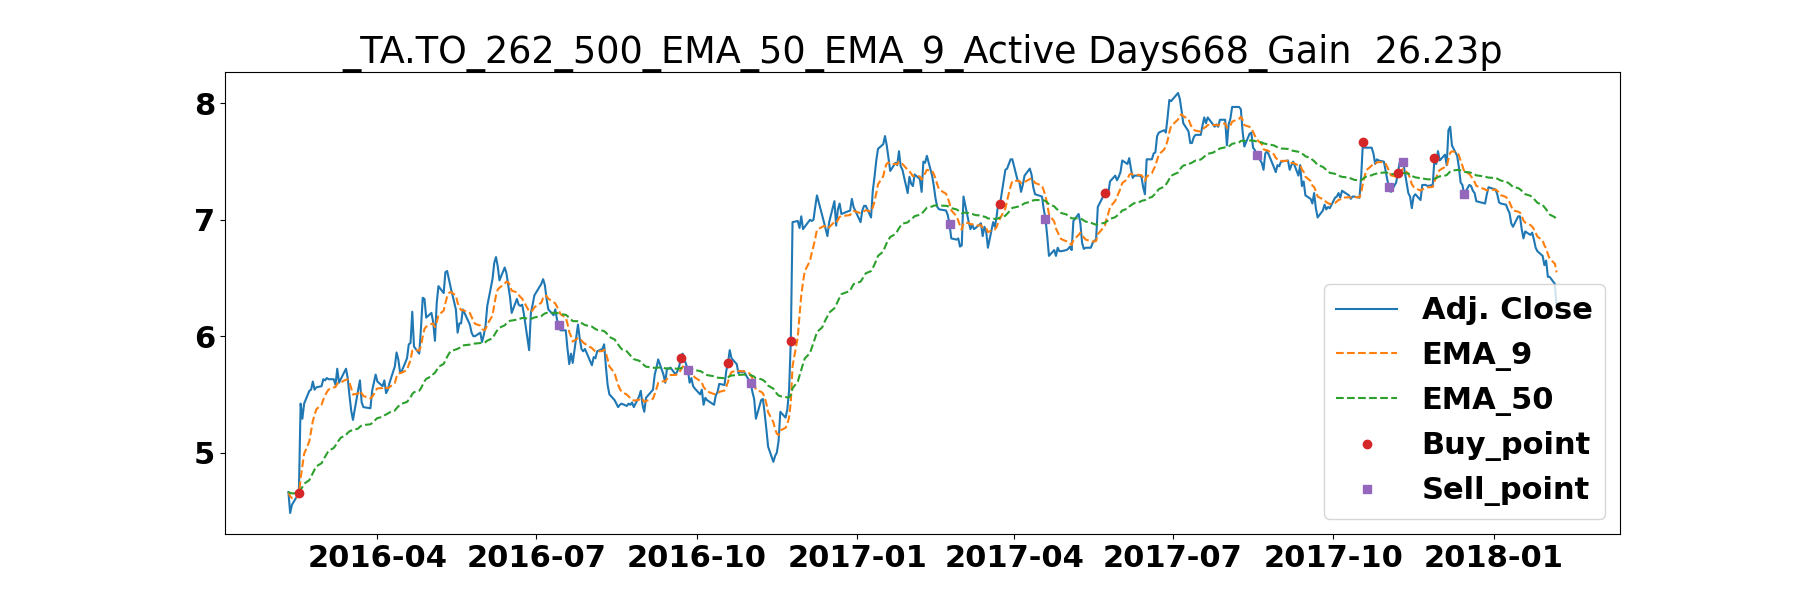 _TA.TO_262_500_EMA_50_EMA_9_Active Days668_Gain  26.23p
8
7
6
5
2016-04 2016-07 2016-10 2017-01 2017-04 2017-07 2017-10 2018-01
Adj. Close
EMA_9
EMA_50
Buy_point
Sell_point